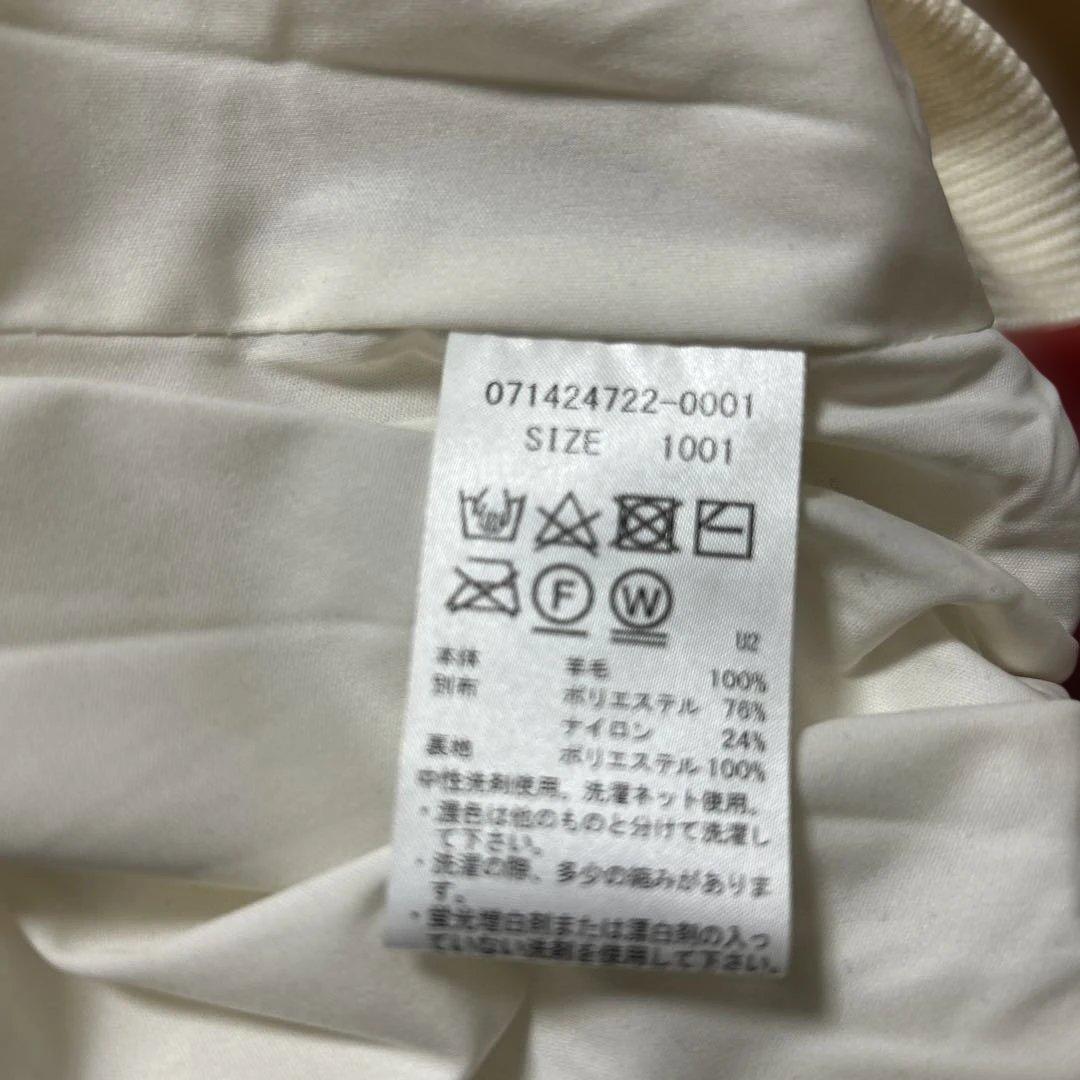 071424722-0001
SIZE 1001
F W
U2
本体 羊毛 100%
別布 ポリエステル 76%
ナイロン 24%
裏地 ポリエステル 100%
中性洗剤使用、洗濯ネット使用、
・濃色は他のものと分けて洗濯し
て下さい。
・洗濯の際、多少の縮みがありま
す。
・蛍光増白剤または漂白剤の入っ
ていない洗剤を使用して下さい。